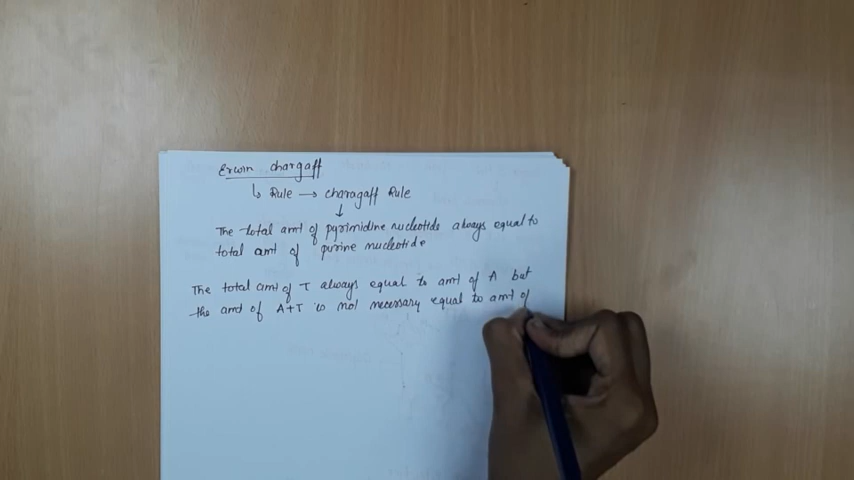 Erwin chargaff
↳ Rule → charagaff Rule
↓
The total amt of pyrimidine nucleotide always equal to
total amt of purine nucleotide
The total amt of T always equal to amt of A but
the amt of A+T is not necessary equal to amt of